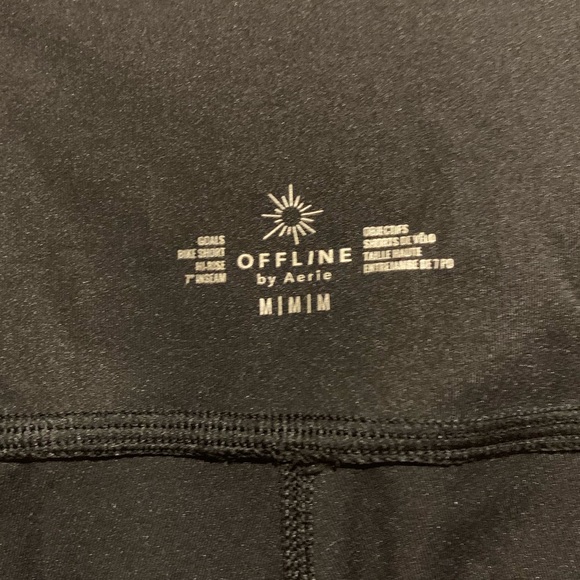 GOALS
BIKE SHORT
HI-RISE
7" INSEAM
OFFLINE
by Aerie
M|M|M
OBJECTIFS
SHORTS DE VÉLO
TAILLE HAUTE
ENTREJAMBE DE 7 PO